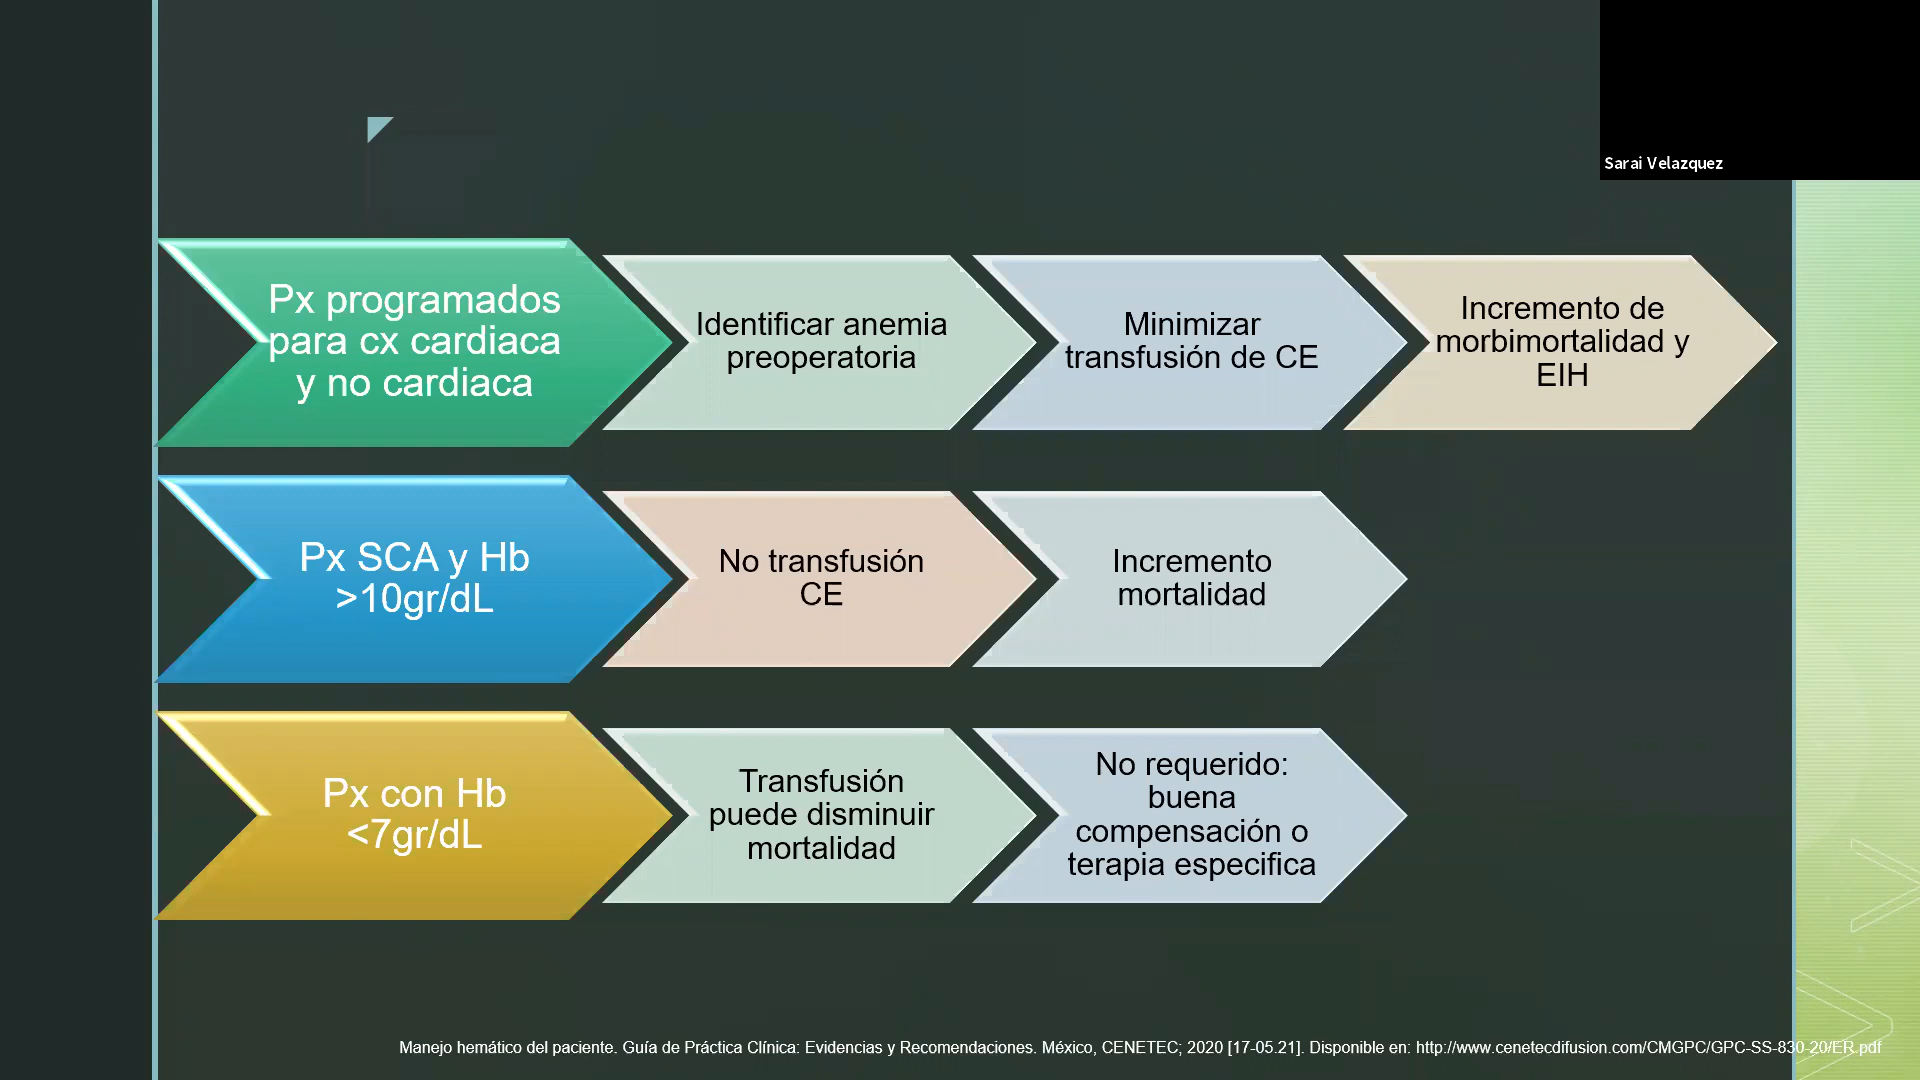 Sarai Velazquez
Px programados
para cx cardiaca
y no cardiaca
Identificar anemia
preoperatoria
Minimizar
transfusión de CE
Incremento de
morbimortalidad y
EIH
Px SCA y Hb
>10gr/dL
No transfusión
CE
Incremento
mortalidad
Px con Hb
<7gr/dL
Transfusión
puede disminuir
mortalidad
No requerido:
buena
compensación o
terapia especifica
Manejo hemático del paciente. Guía de Práctica Clínica: Evidencias y Recomendaciones. México, CENETEC; 2020 [17-05.21]. Disponible en: http://www.cenetecdifusion.com/CMGPC/GPC-SS-830-20/ER.pdf